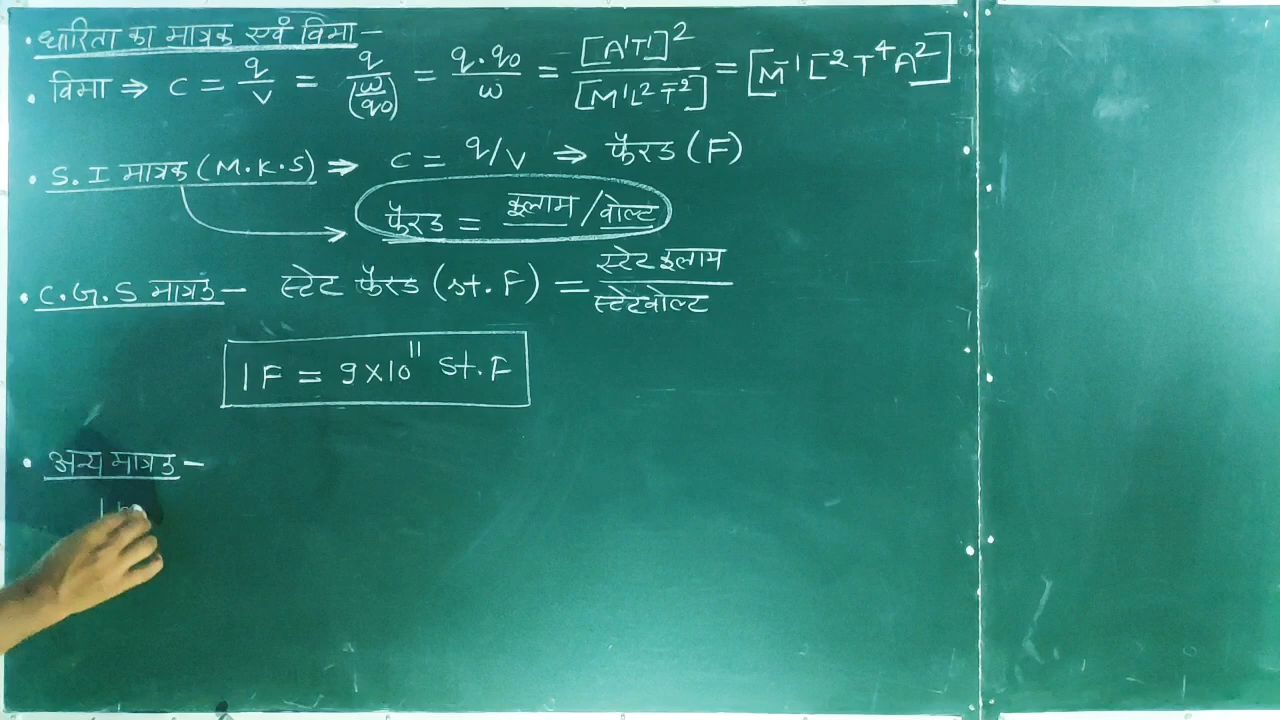 • धारिता का मात्रक एवं विमा –
• विमा ⇒ C = q/V = q/(ω/q₀) = q.q₀/ω = [A¹T¹]²/[M¹L²T⁻²] = [M⁻¹L⁻²T⁴A²]
• S.I मात्रक (M.K.S) ⇒ C = q/V ⇒ फैरड (F)
फैरड = कूलाम / वोल्ट
• C.G.S मात्रक – स्टेट फैरड (st.F) = स्टेट कूलाम/स्टेटवोल्ट
1 F = 9×10¹¹ st.F
• अन्य मात्रक –